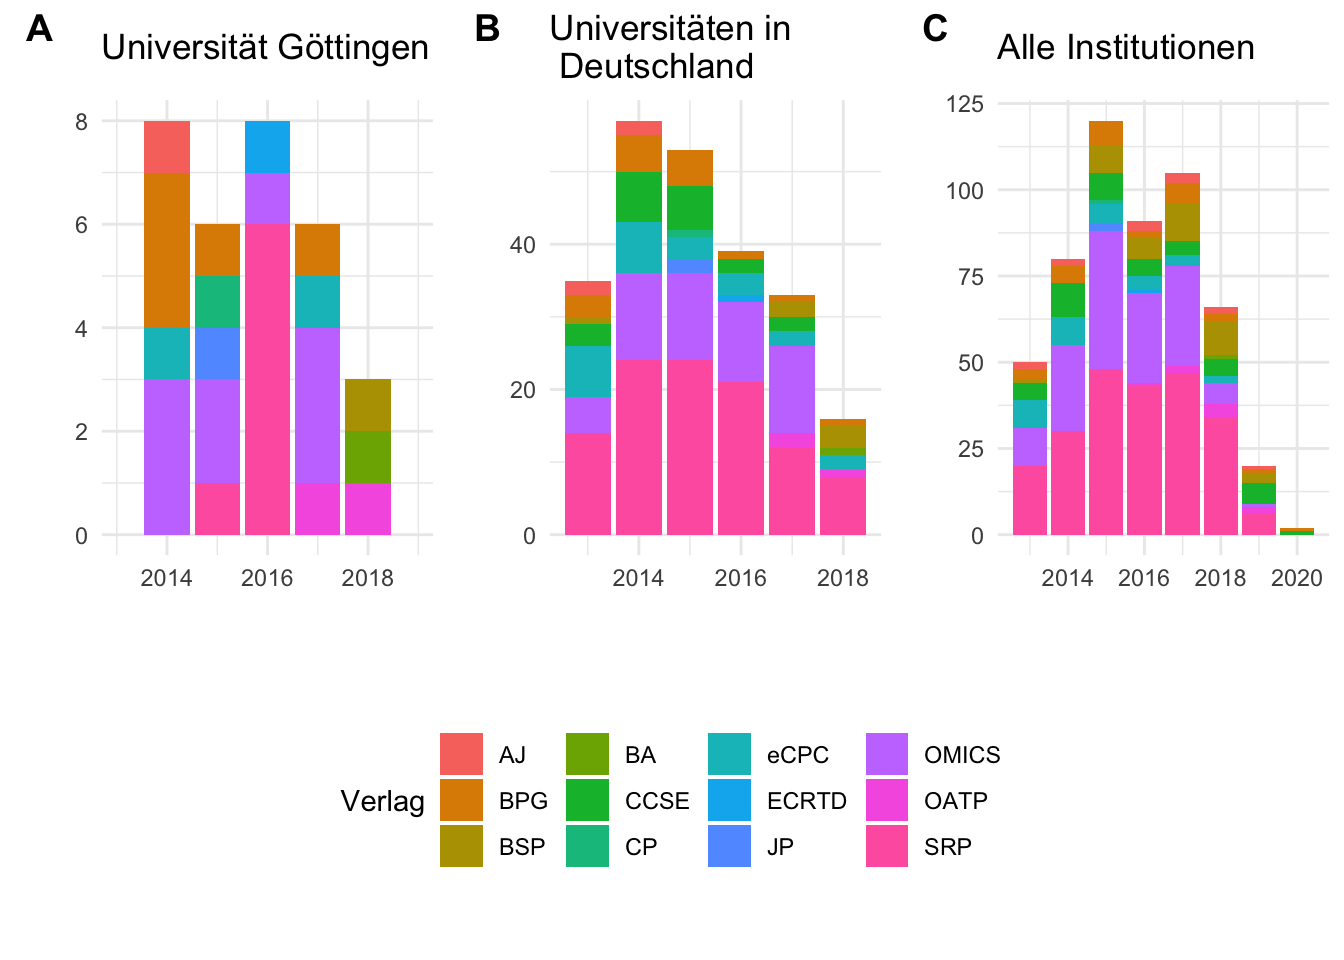 A
Universität Göttingen
8
6
4
2
0
2014 2016 2018
B
Universitäten in
Deutschland
40
20
0
2014 2016 2018
C
Alle Institutionen
125
100
75
50
25
0
2014 2016 2018 2020
Verlag
AJ BA eCPC OMICS
BPG CCSE ECRTD OATP
BSP CP JP SRP